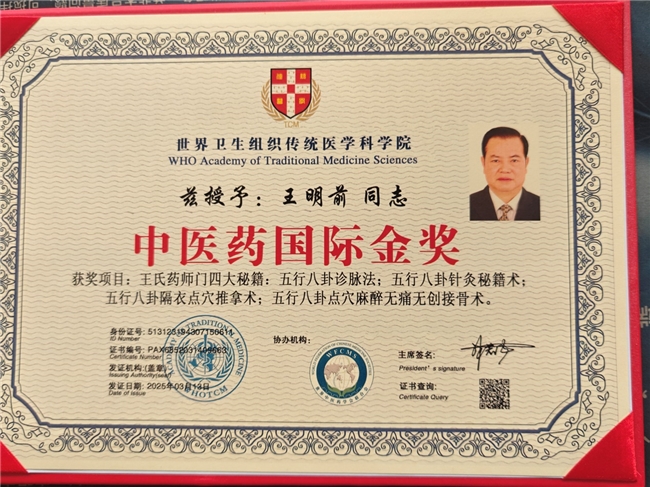 TCM
世界卫生组织传统医学科学院
WHO Academy of Traditional Medicine Sciences
兹授予：王明前 同志
中医药国际金奖
获奖项目：王氏药师门四大秘籍：五行八卦诊脉法；五行八卦针灸秘籍术；
五行八卦隔衣点穴推拿术；五行八卦点穴麻醉无痛无创接骨术。
身份证号：
ID Number
证书编号：
Certificate Number
发证机构：(盖章)
Issuing Authority(seal)
发证日期：2025年03月13日
Date of Issue
WHOTCM
协办机构：
WFCMS
主席签名：
President's signature
证书查询：
Certificate Query